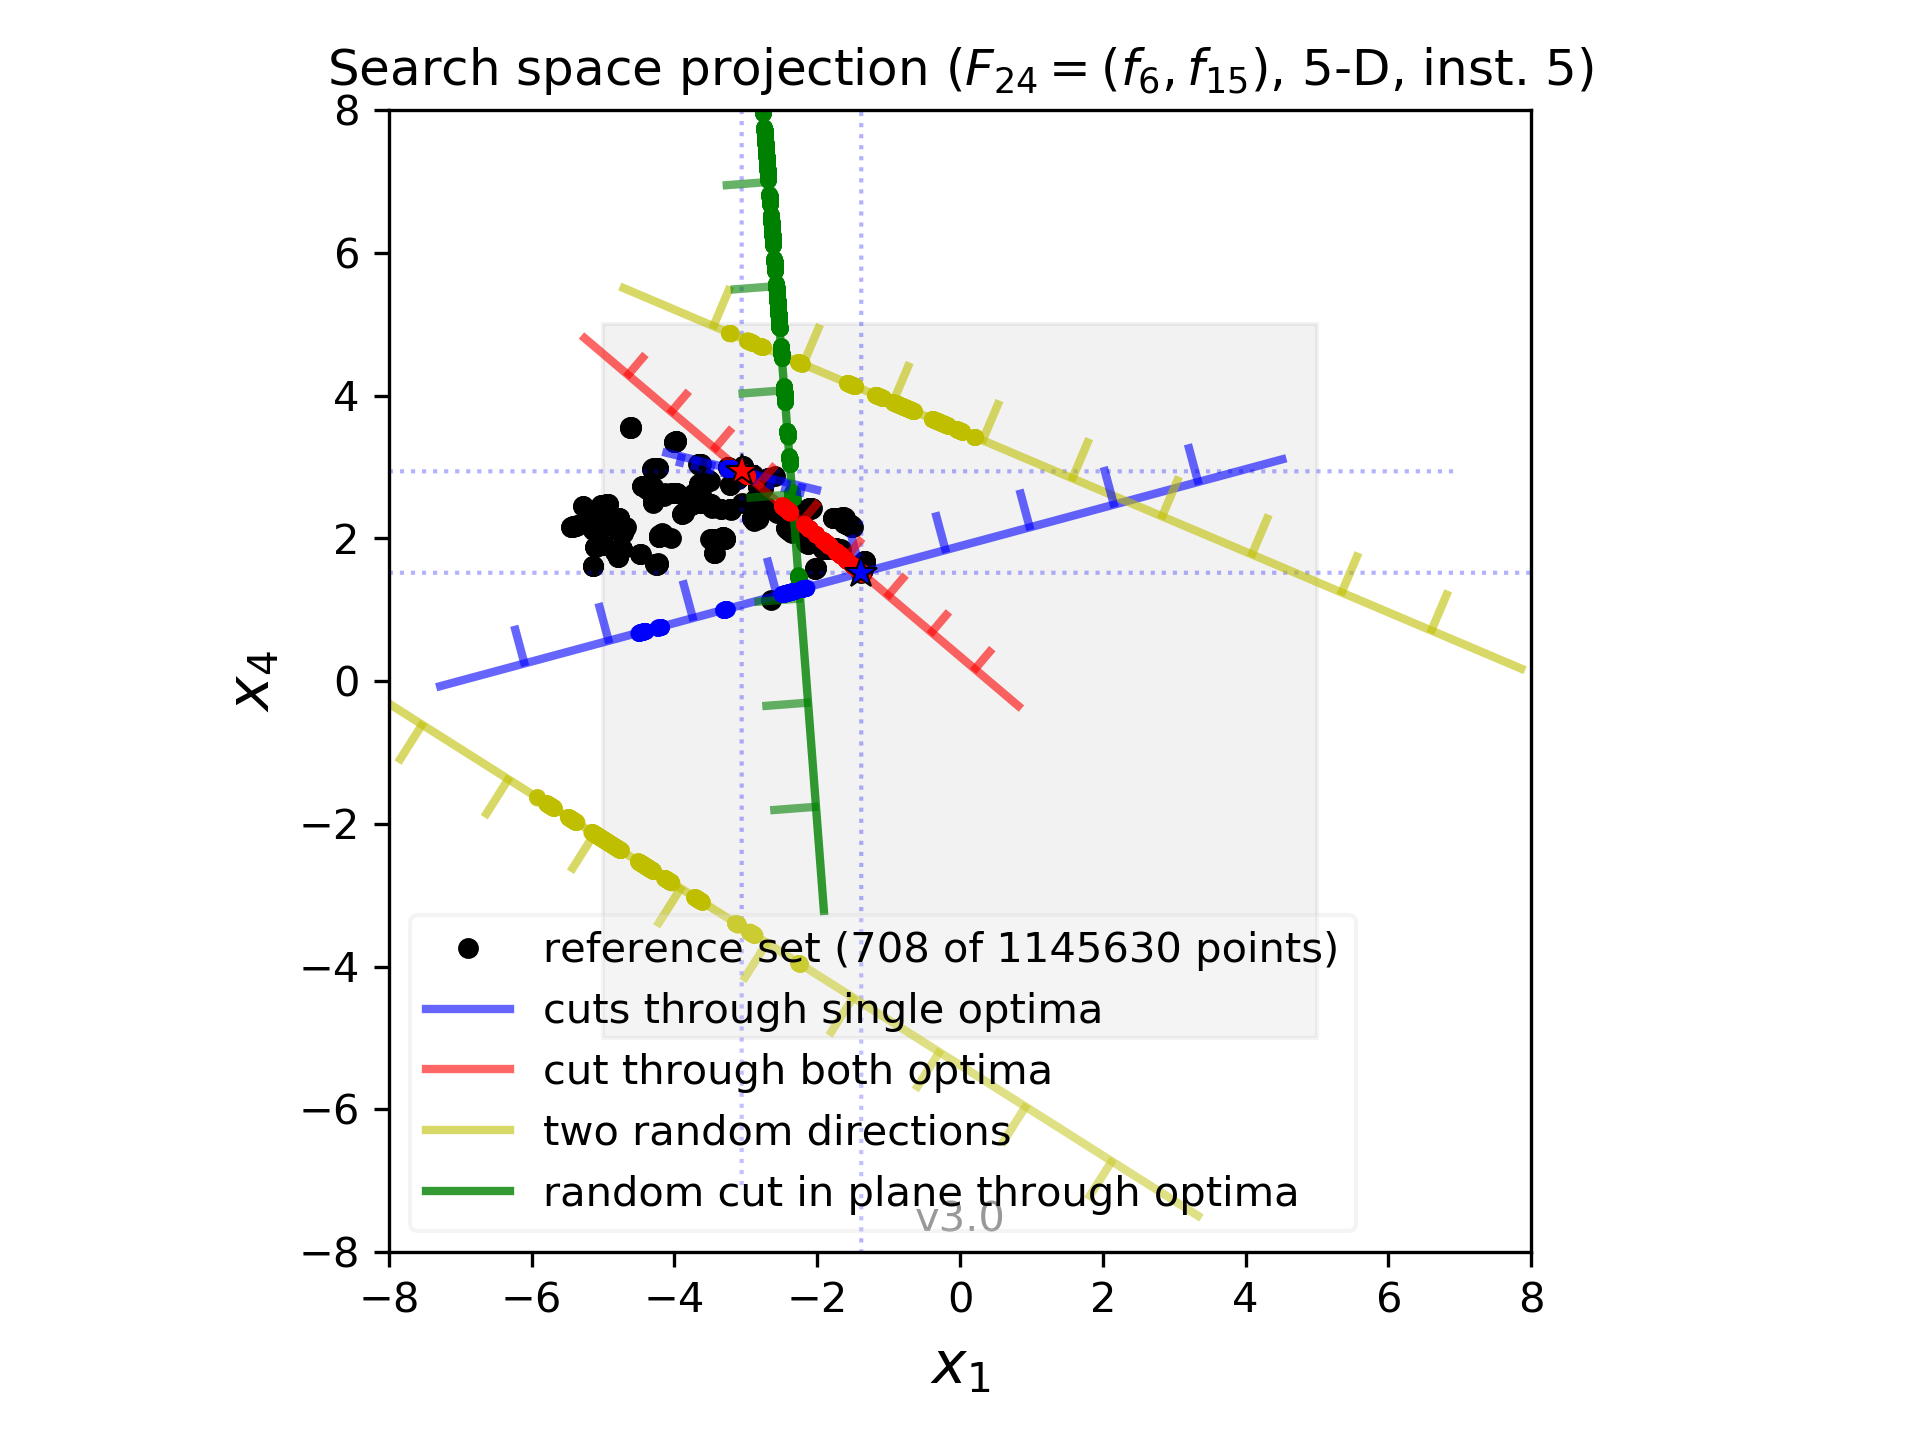 Search space projection (F24 = (f6, f15), 5-D, inst. 5)
8
6
4
2
0
−2
−4
−6
−8
x4
reference set (708 of 1145630 points)
cuts through single optima
cut through both optima
two random directions
random cut in plane through optima
v3.0
−8 −6 −4 −2 0 2 4 6 8
x1